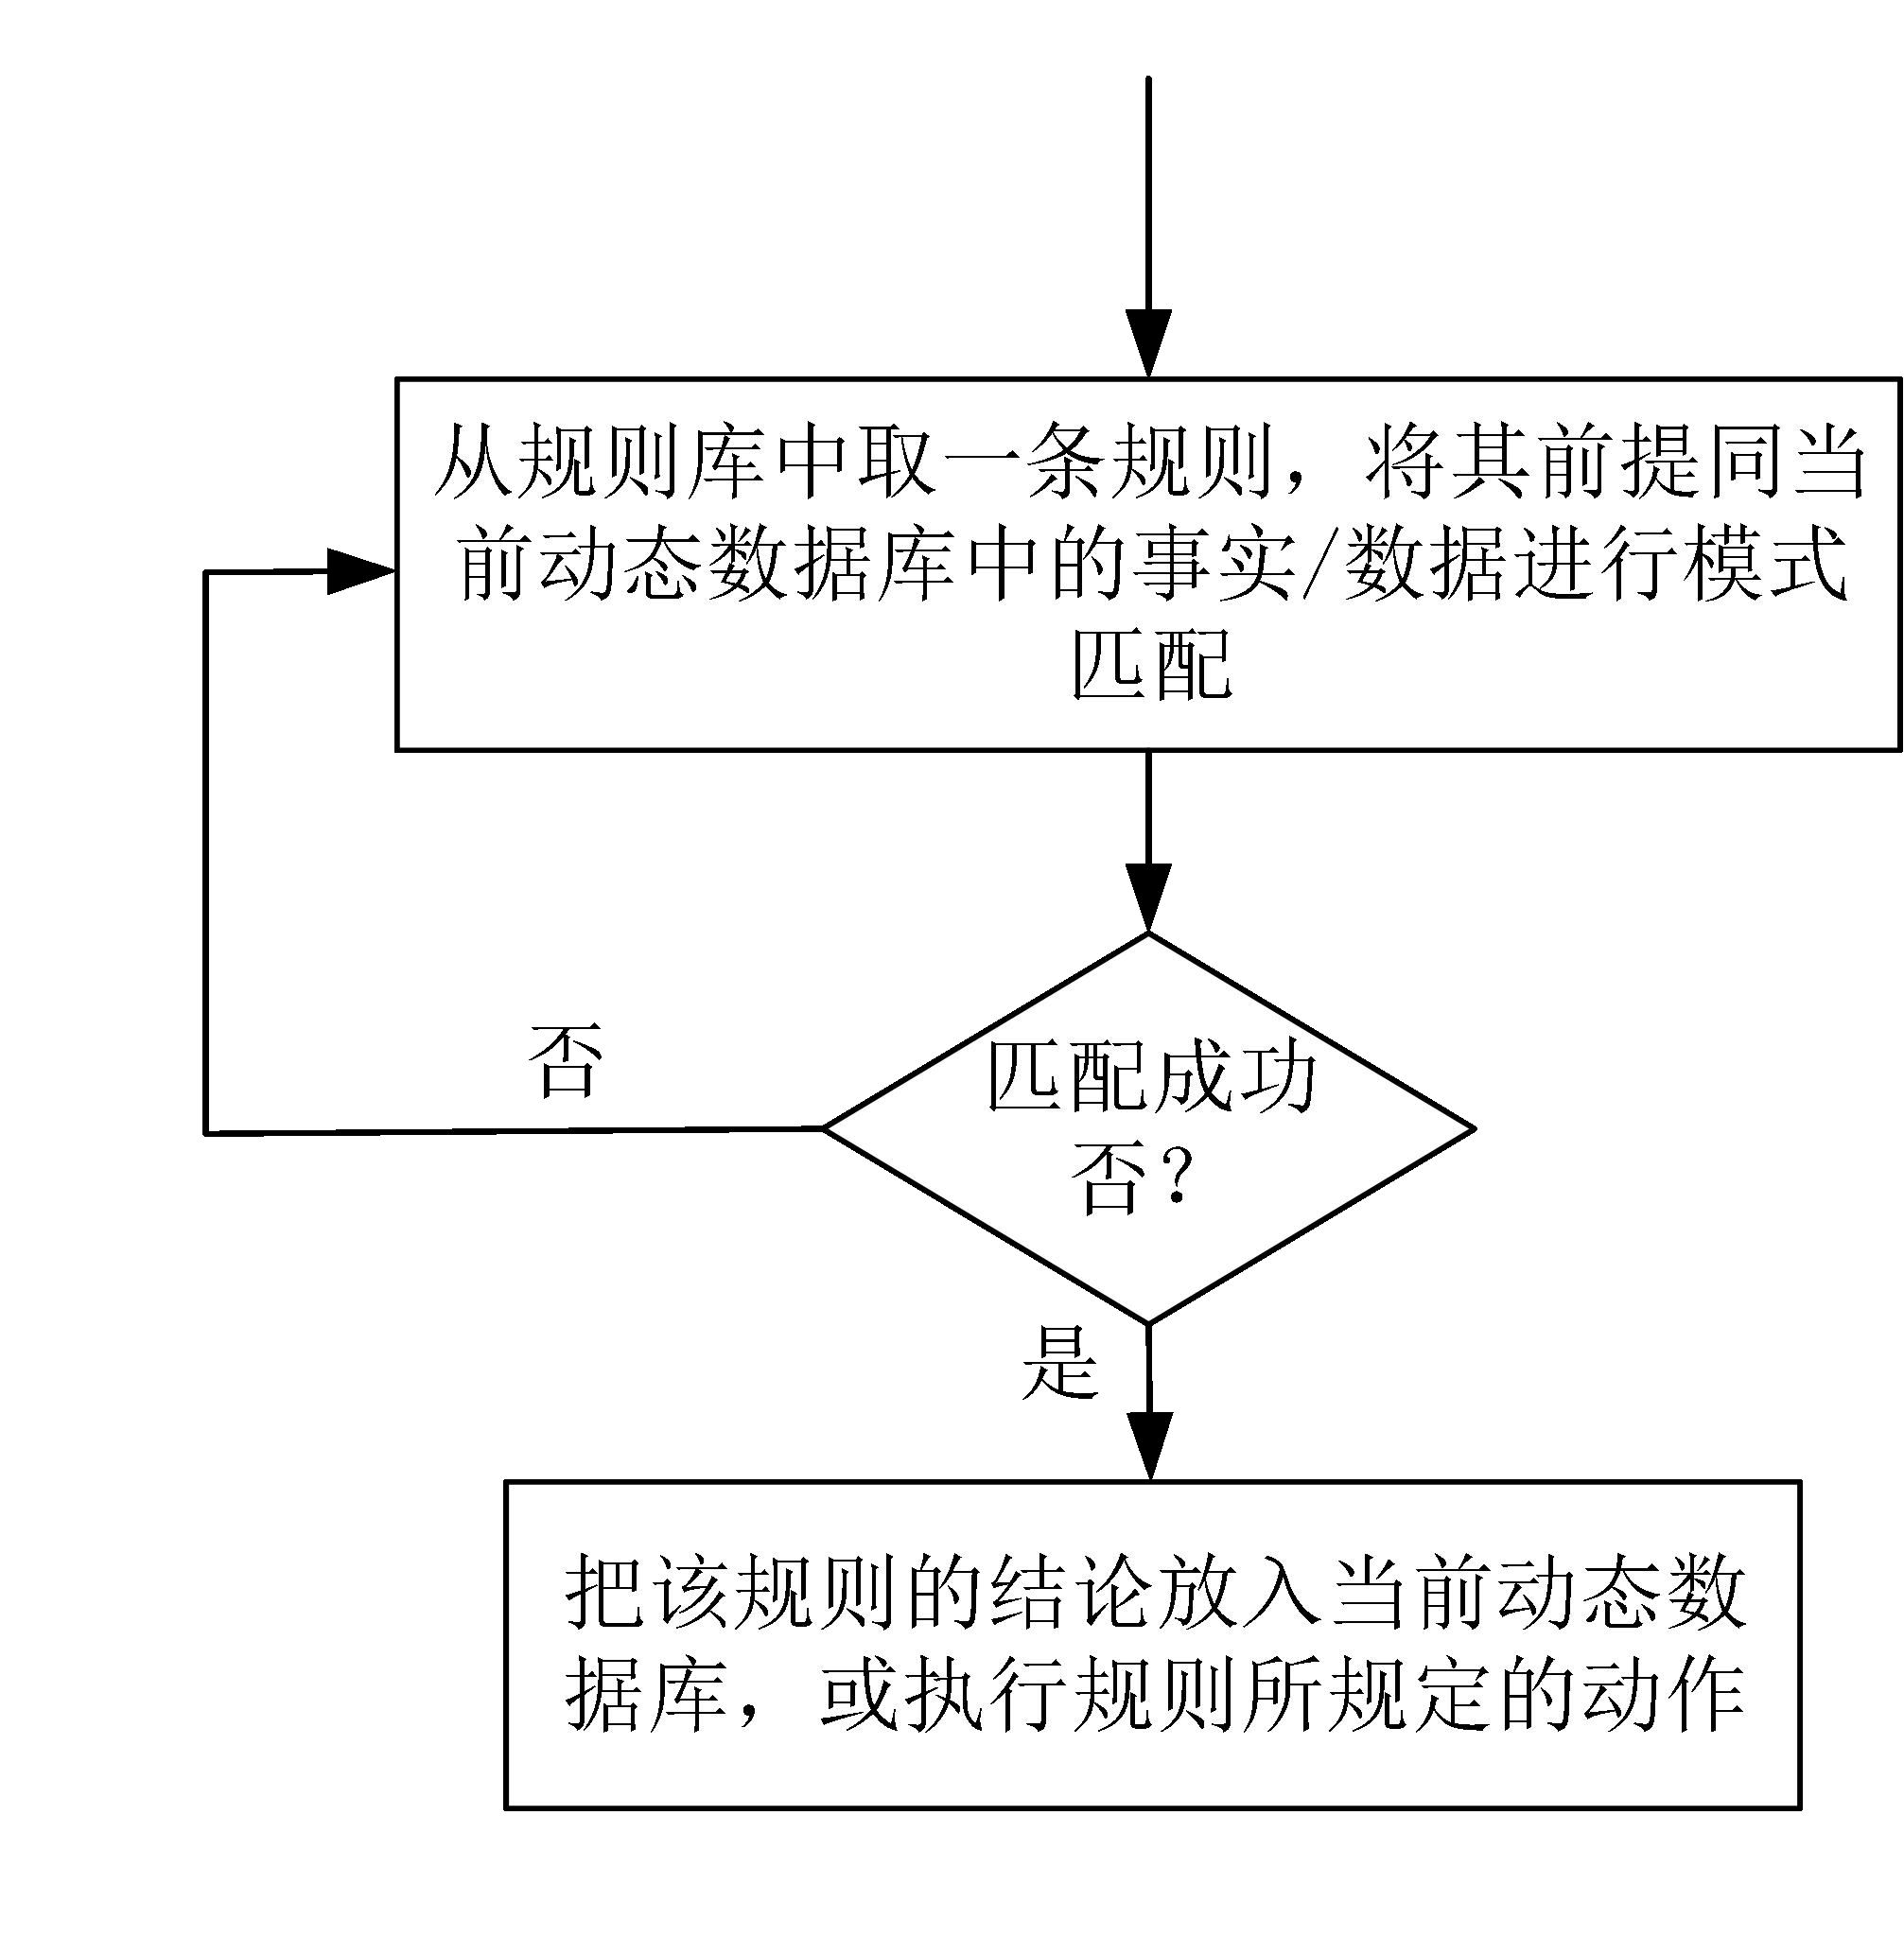 从规则库中取一条规则，将其前提同当
前动态数据库中的事实/数据进行模式
匹配
否
匹配成功
否？
是
把该规则的结论放入当前动态数
据库，或执行规则所规定的动作